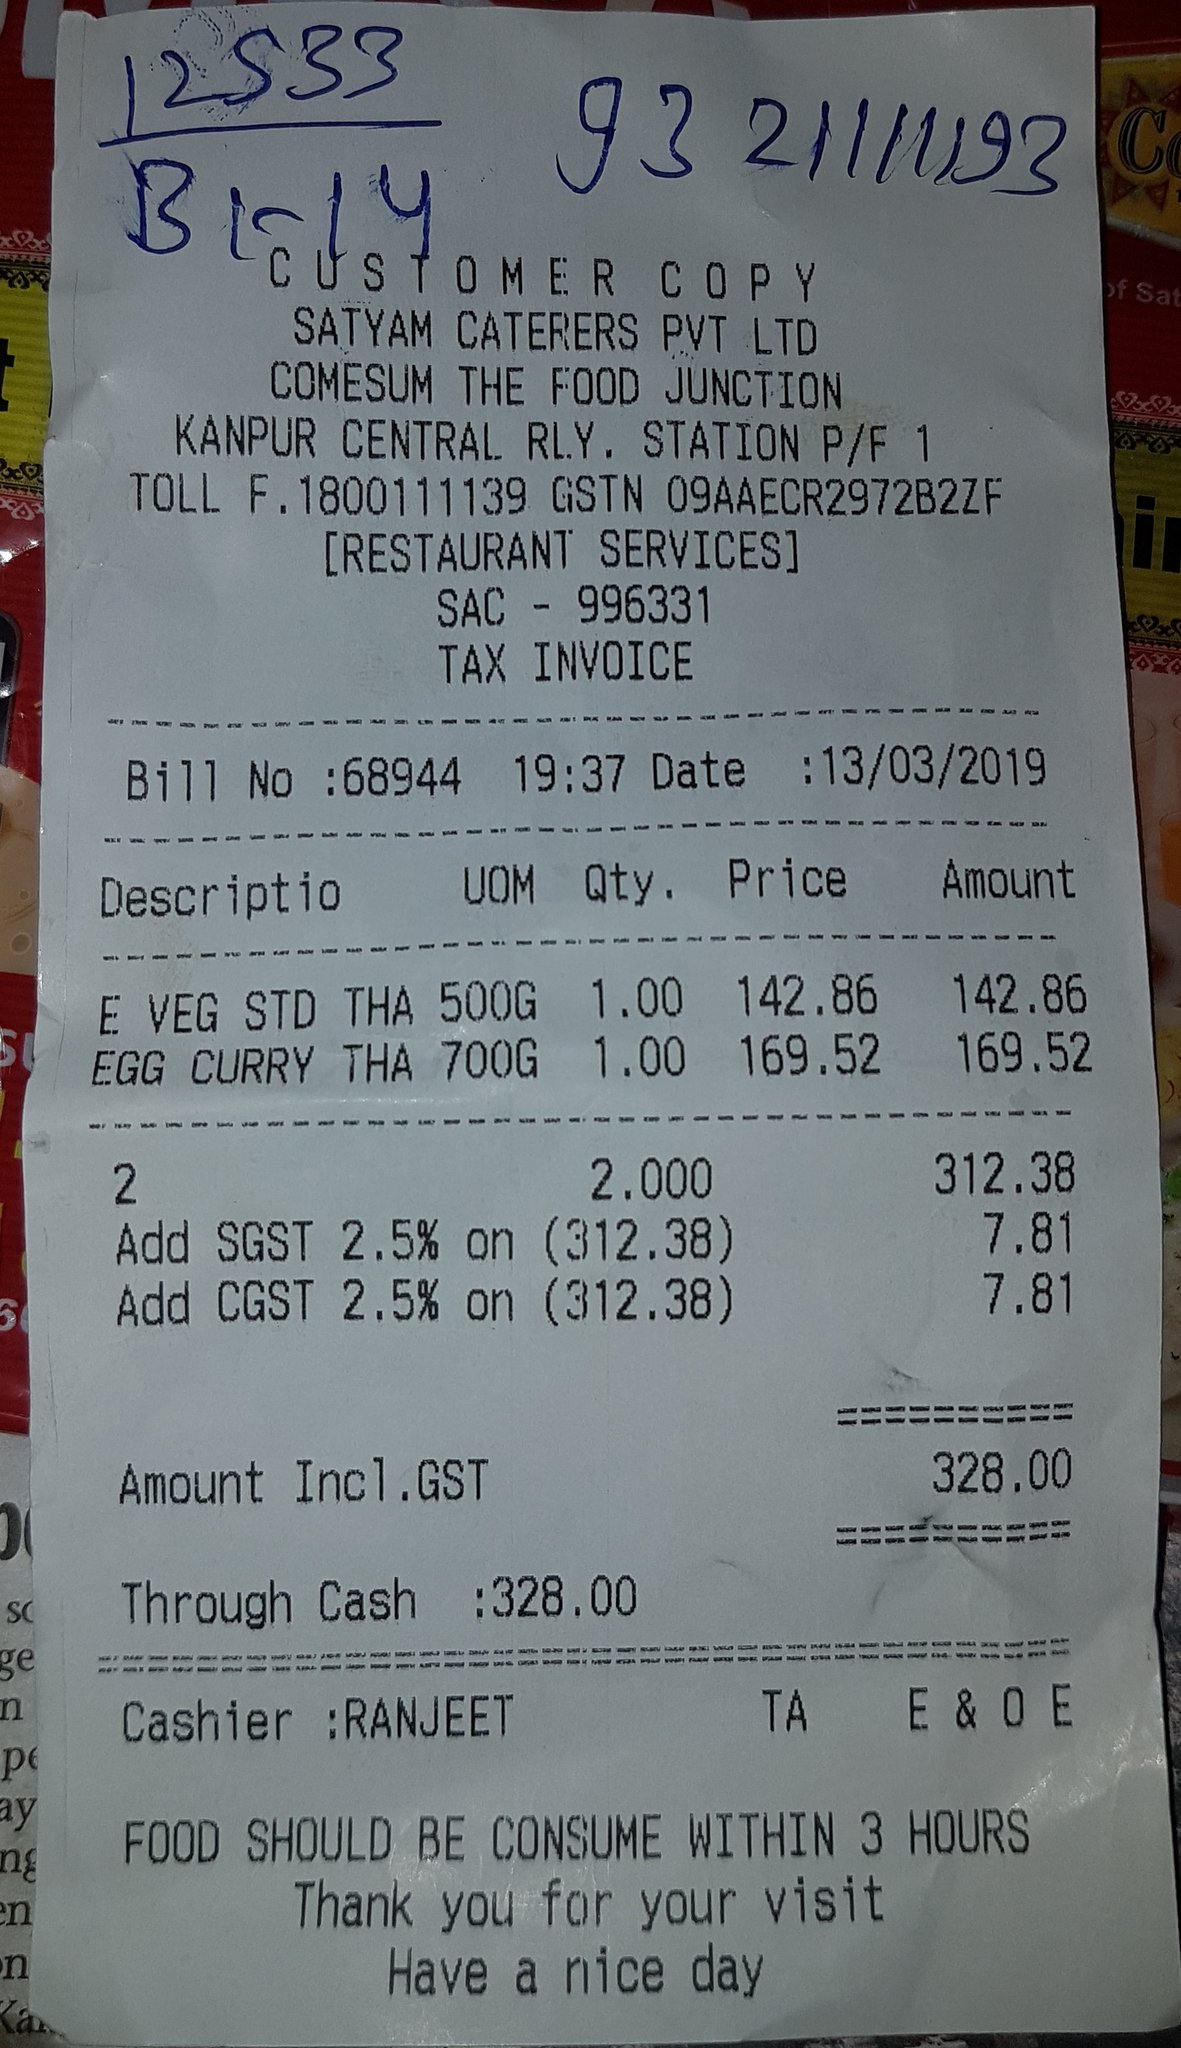 12533
93 21111193
B1-14
CUSTOMER COPY
SATYAM CATERERS PVT LTD
COMESUM THE FOOD JUNCTION
KANPUR CENTRAL RLY. STATION P/F 1
TOLL F.1800111139 GSTN 09AAECR2972B2ZF
[RESTAURANT SERVICES]
SAC - 996331
TAX INVOICE
Bill No :68944 19:37 Date :13/03/2019
Descriptio UOM Qty. Price Amount
E VEG STD THA 500G 1.00 142.86 142.86
EGG CURRY THA 700G 1.00 169.52 169.52
2 2.000 312.38
Add SGST 2.5% on (312.38) 7.81
Add CGST 2.5% on (312.38) 7.81
==========
Amount Incl.GST 328.00
==========
Through Cash :328.00
Cashier :RANJEET TA E & O E
FOOD SHOULD BE CONSUME WITHIN 3 HOURS
Thank you for your visit
Have a nice day